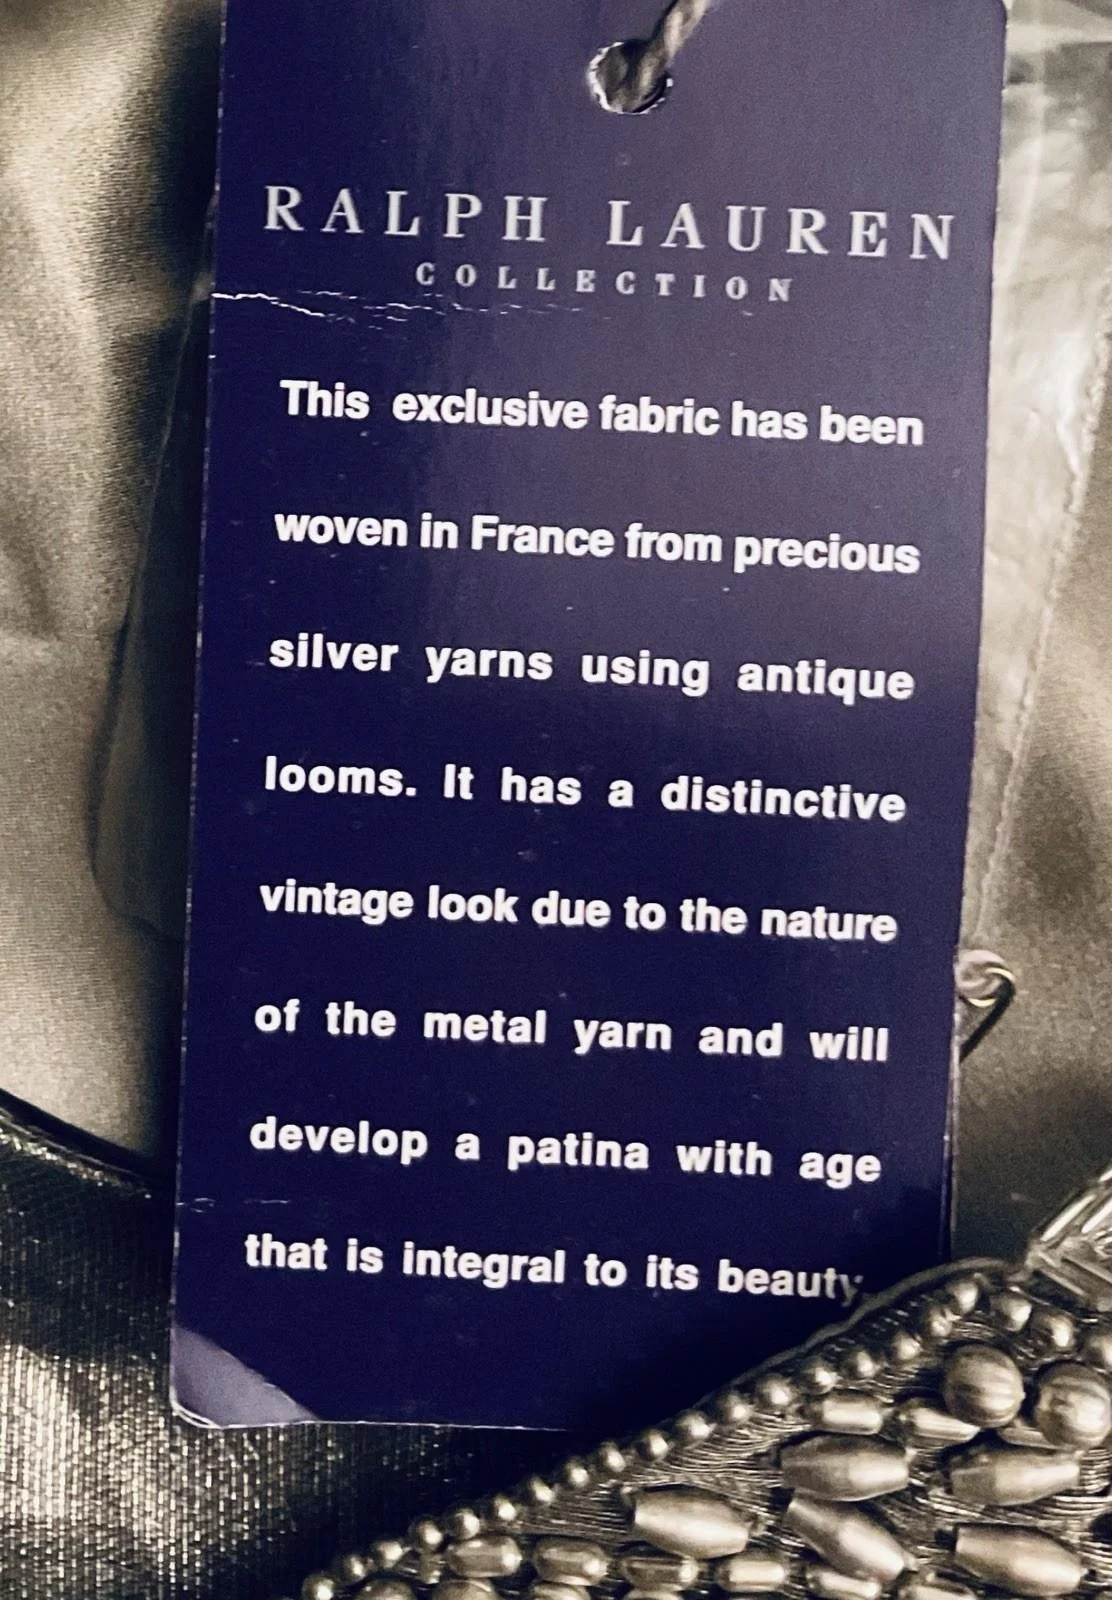 RALPH LAUREN
COLLECTION
This exclusive fabric has been
woven in France from precious
silver yarns using antique
looms. It has a distinctive
vintage look due to the nature
of the metal yarn and will
develop a patina with age
that is integral to its beauty